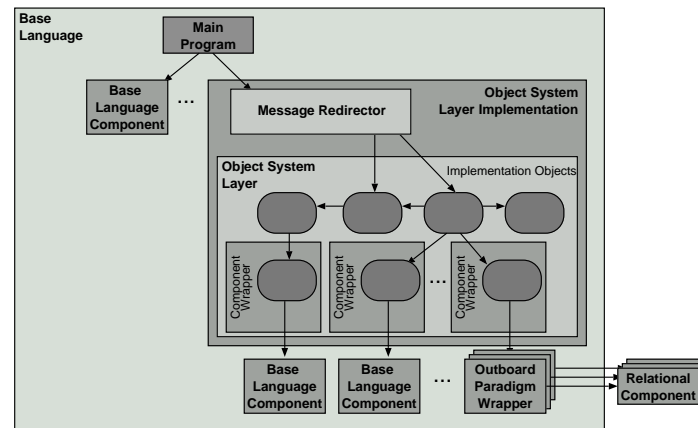 Base
Language
Main
Program
Base
Language
Component
...
Object System
Layer Implementation
Message Redirector
Object System
Layer
Implementation Objects
Component
Wrapper
Component
Wrapper
...
Component
Wrapper
Base
Language
Component
Base
Language
Component
...
Outboard
Paradigm
Wrapper
Relational
Component